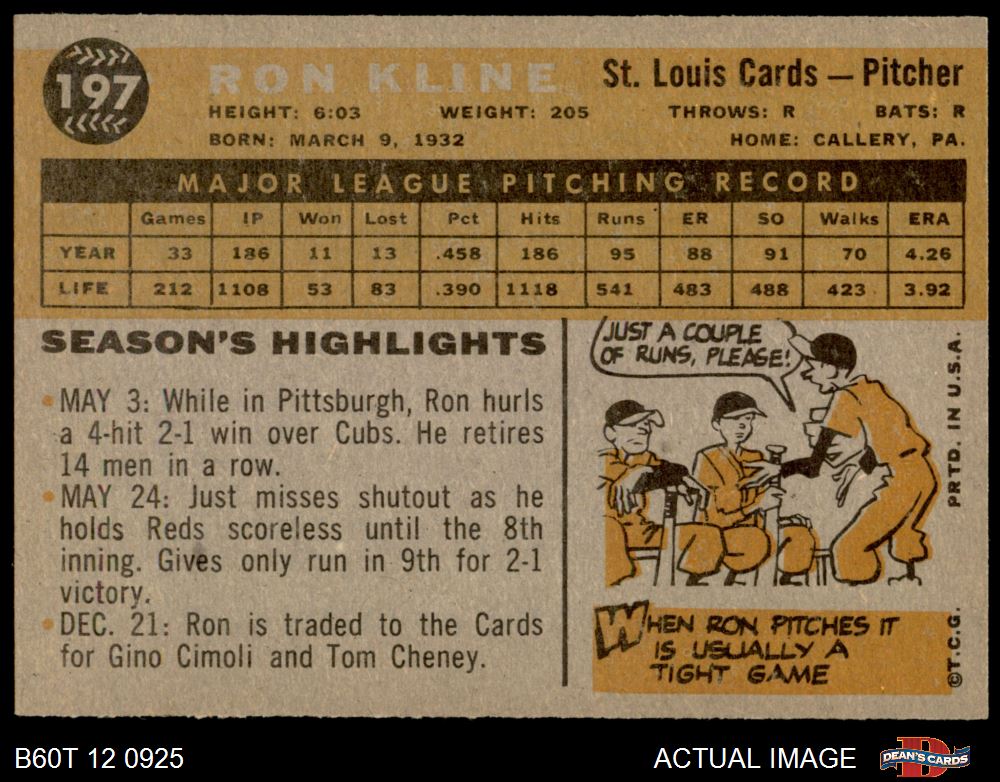 197
RON KLINE
St. Louis Cards — Pitcher
HEIGHT: 6:03 WEIGHT: 205 THROWS: R BATS: R
BORN: MARCH 9, 1932 HOME: CALLERY, PA.
MAJOR LEAGUE PITCHING RECORD
Games IP Won Lost Pct Hits Runs ER SO Walks ERA
YEAR 33 186 11 13 .458 186 95 88 91 70 4.26
LIFE 212 1108 53 83 .390 1118 541 483 488 423 3.92
SEASON'S HIGHLIGHTS
• MAY 3: While in Pittsburgh, Ron hurls
a 4-hit 2-1 win over Cubs. He retires
14 men in a row.
• MAY 24: Just misses shutout as he
holds Reds scoreless until the 8th
inning. Gives only run in 9th for 2-1
victory.
• DEC. 21: Ron is traded to the Cards
for Gino Cimoli and Tom Cheney.
JUST A COUPLE
OF RUNS, PLEASE!
WHEN RON PITCHES IT
IS USUALLY A
TIGHT GAME
PRTD. IN U.S.A.
©T.C.G.
B60T 12 0925
ACTUAL IMAGE
D
DEAN'S CARDS